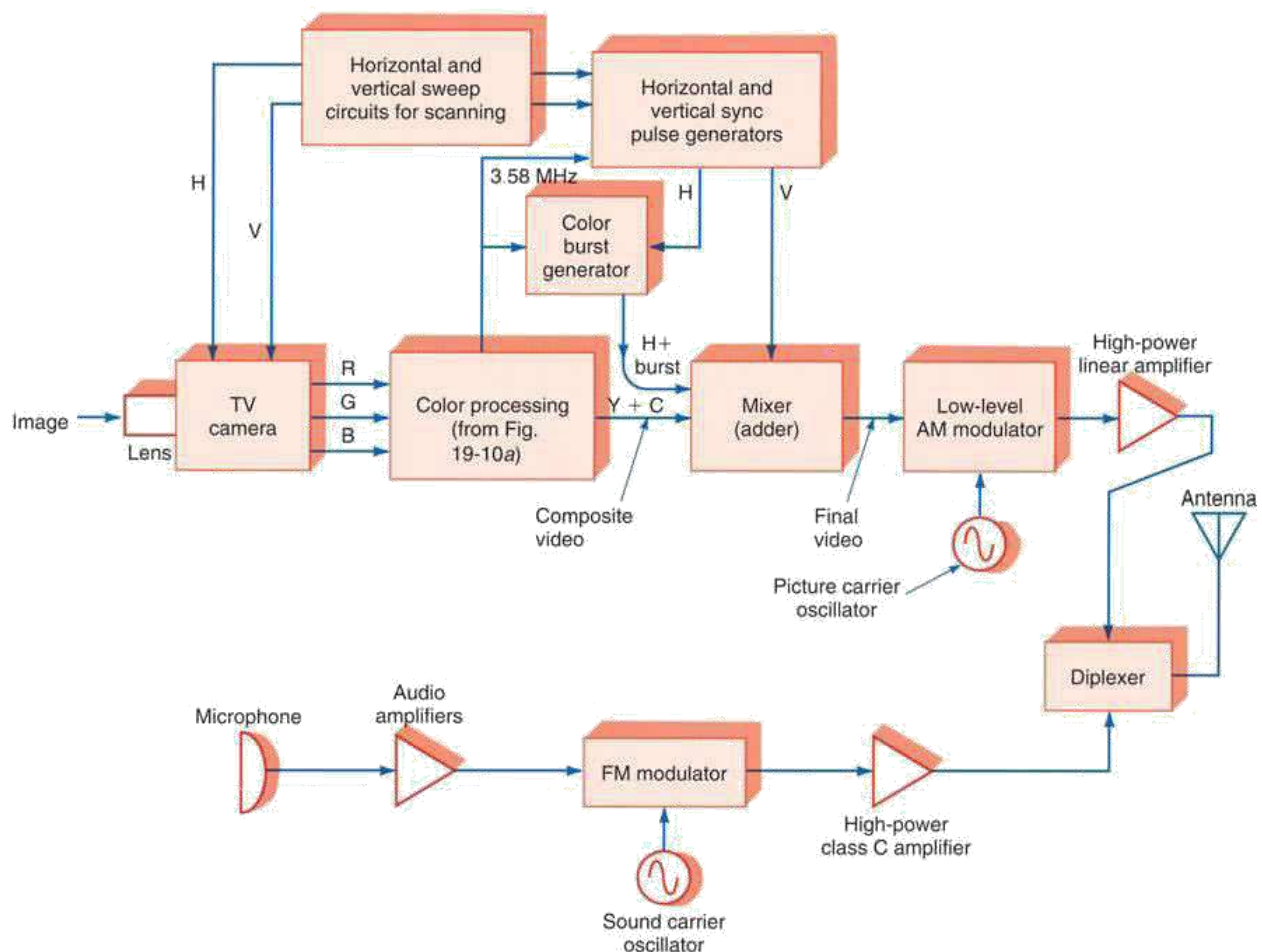 Horizontal and
vertical sweep
circuits for scanning
Horizontal and
vertical sync
pulse generators
H
V
3.58 MHz
H
V
Color
burst
generator
H+
burst
High-power
linear amplifier
Image
Lens
TV
camera
R
G
B
Color processing
(from Fig.
19-10a)
Y + C
Mixer
(adder)
Low-level
AM modulator
Composite
video
Final
video
Picture carrier
oscillator
Antenna
Diplexer
Microphone
Audio
amplifiers
FM modulator
High-power
class C amplifier
Sound carrier
oscillator